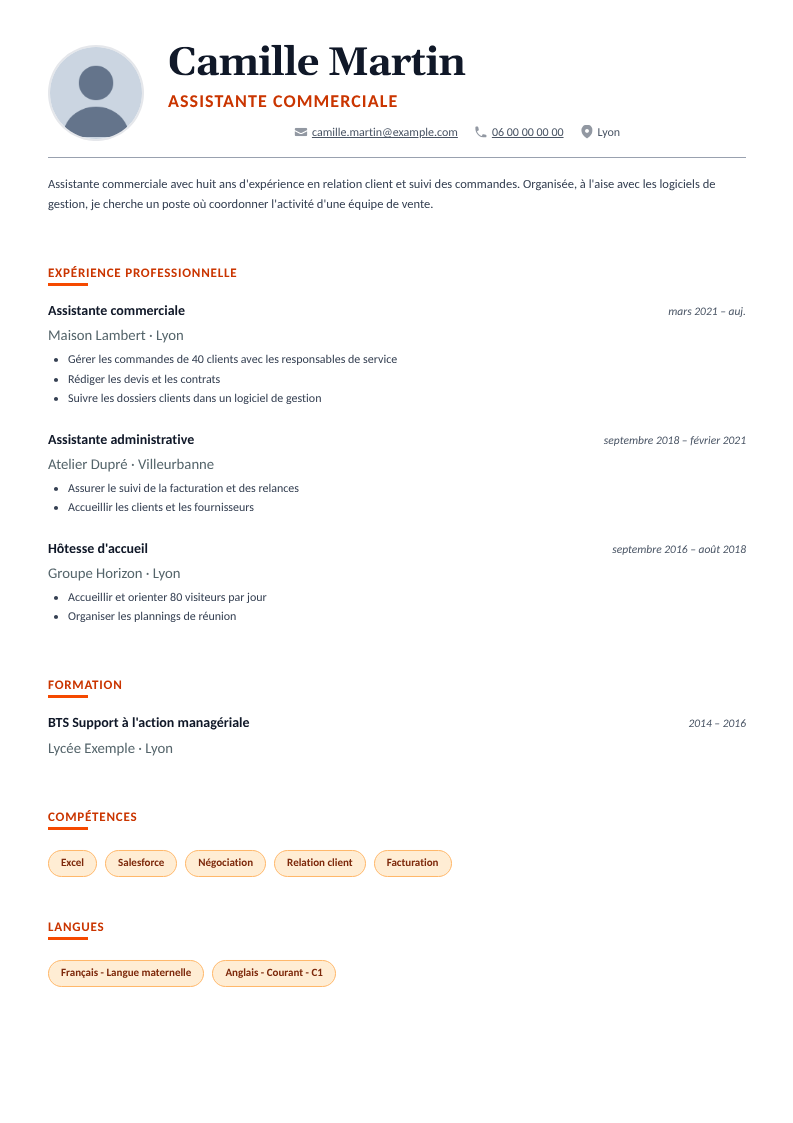 Camille Martin
ASSISTANTE COMMERCIALE
camille.martin@example.com 06 00 00 00 00 Lyon
Assistante commerciale avec huit ans d'expérience en relation client et suivi des commandes. Organisée, à l'aise avec les logiciels de
gestion, je cherche un poste où coordonner l'activité d'une équipe de vente.
EXPÉRIENCE PROFESSIONNELLE
Assistante commerciale mars 2021 – auj.
Maison Lambert · Lyon
• Gérer les commandes de 40 clients avec les responsables de service
• Rédiger les devis et les contrats
• Suivre les dossiers clients dans un logiciel de gestion
Assistante administrative septembre 2018 – février 2021
Atelier Dupré · Villeurbanne
• Assurer le suivi de la facturation et des relances
• Accueillir les clients et les fournisseurs
Hôtesse d'accueil septembre 2016 – août 2018
Groupe Horizon · Lyon
• Accueillir et orienter 80 visiteurs par jour
• Organiser les plannings de réunion
FORMATION
BTS Support à l'action managériale 2014 – 2016
Lycée Exemple · Lyon
COMPÉTENCES
Excel Salesforce Négociation Relation client Facturation
LANGUES
Français - Langue maternelle Anglais - Courant - C1